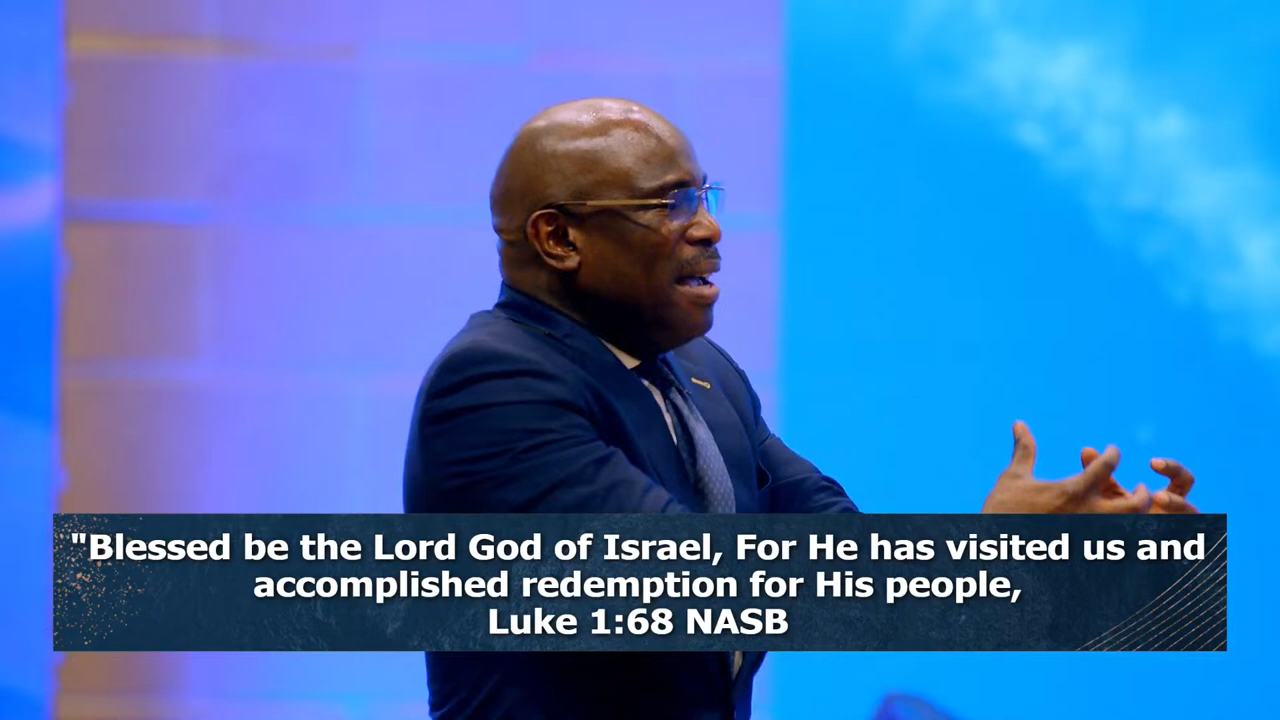 "Blessed be the Lord God of Israel, For He has visited us and
accomplished redemption for His people,
Luke 1:68 NASB